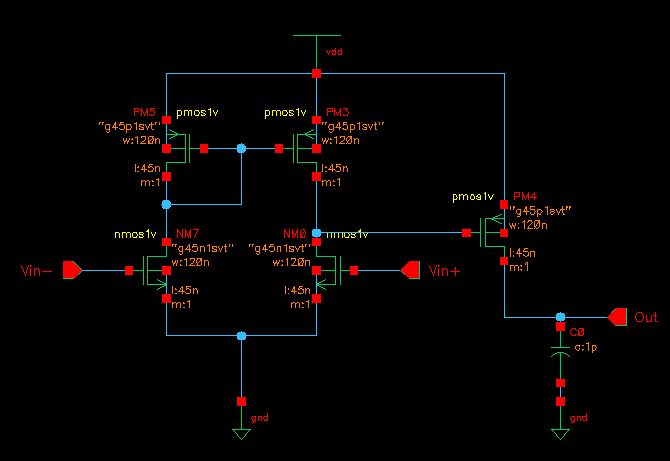 vdd
PM5
pmos1v
"g45p1svt"
w:120n
l:45n
m:1
pmos1v
PM3
"g45p1svt"
w:120n
l:45n
m:1
pmos1v
PM4
"g45p1svt"
w:120n
l:45n
m:1
nmos1v
NM7
"g45n1svt"
w:120n
l:45n
m:1
NM0
nmos1v
"g45n1svt"
w:120n
l:45n
m:1
Vin-
Vin+
Out
C0
c:1p
gnd
gnd